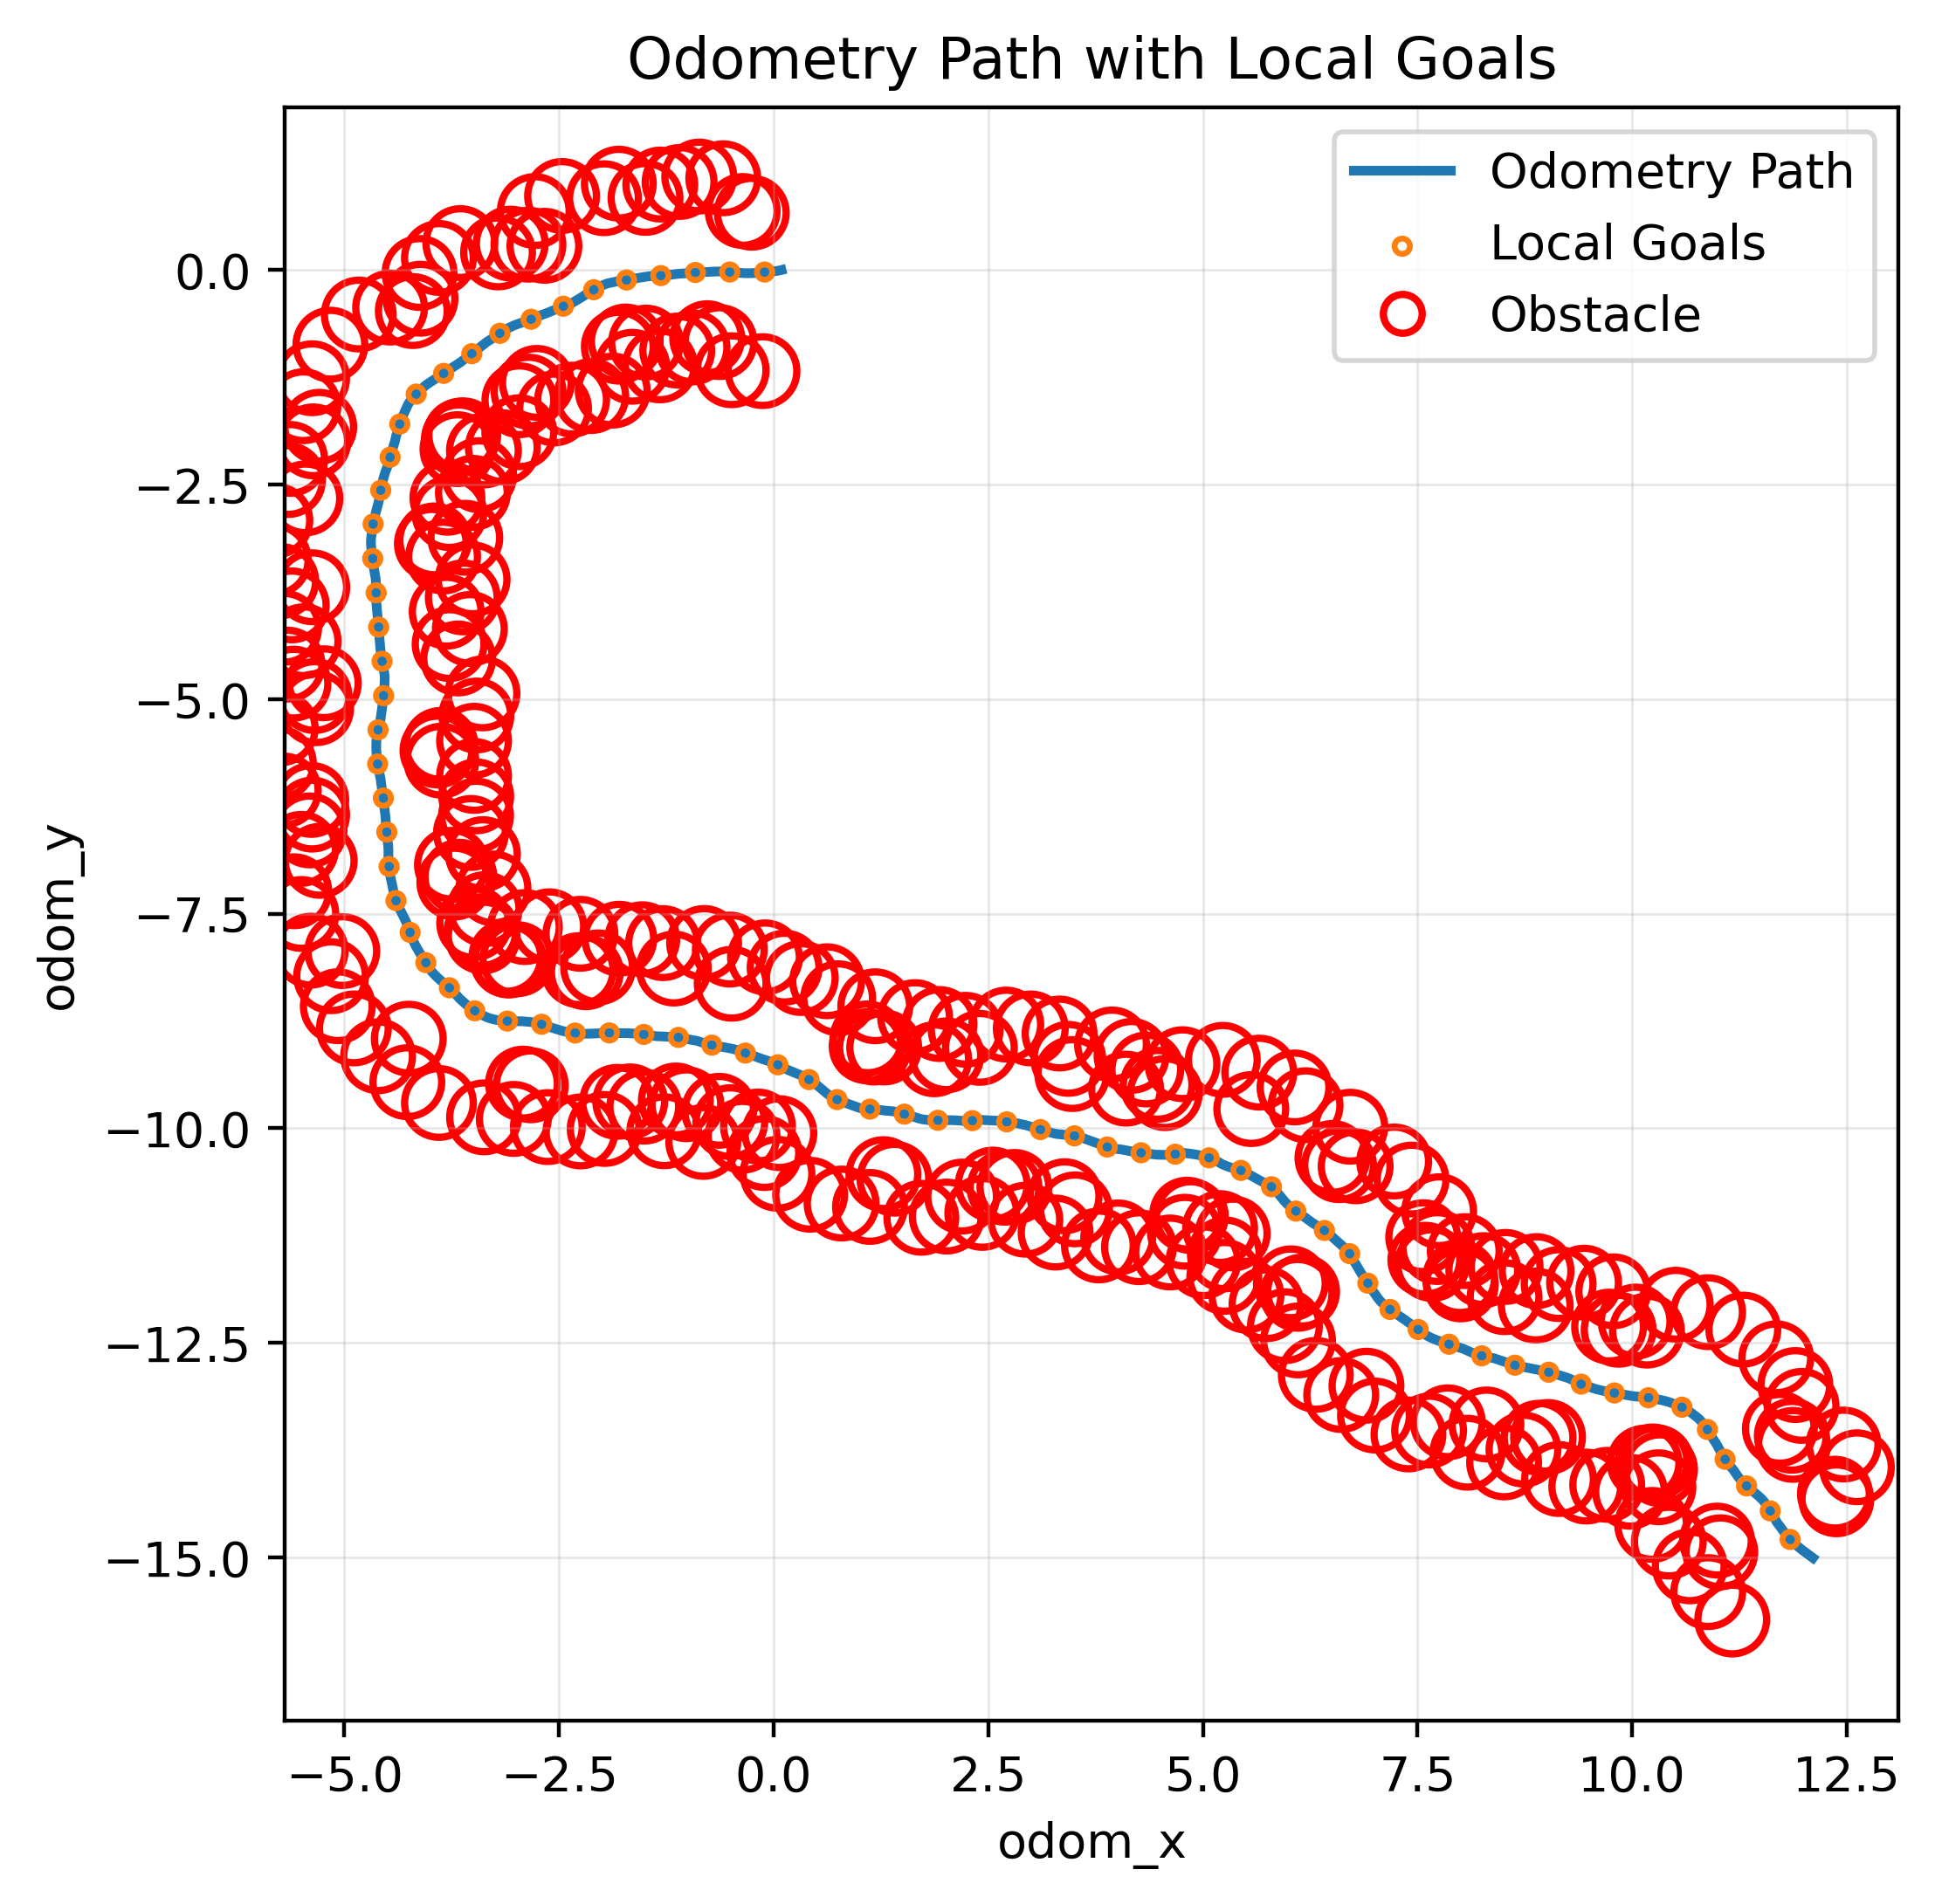 Odometry Path with Local Goals
Odometry Path
Local Goals
Obstacle
0.0
−2.5
−5.0
−7.5
−10.0
−12.5
−15.0
odom_y
−5.0
−2.5
0.0
2.5
5.0
7.5
10.0
12.5
odom_x